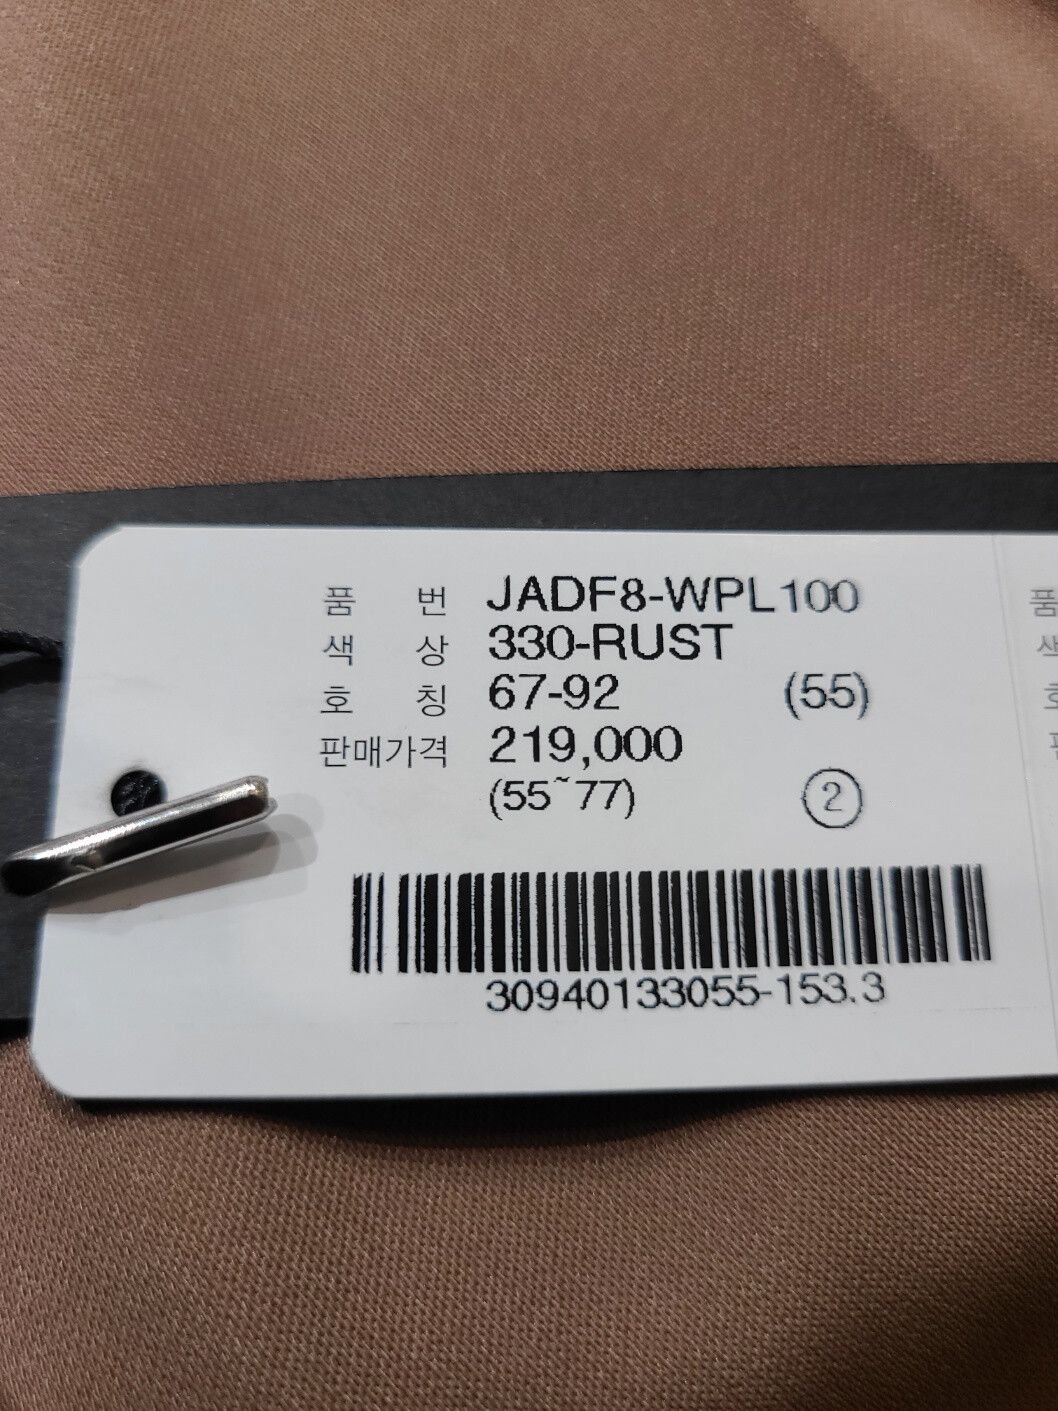 품 번 JADF8-WPL100
색 상 330-RUST
호 칭 67-92 (55)
판매가격 219,000
(55~77) 2
30940133055-153.3
품